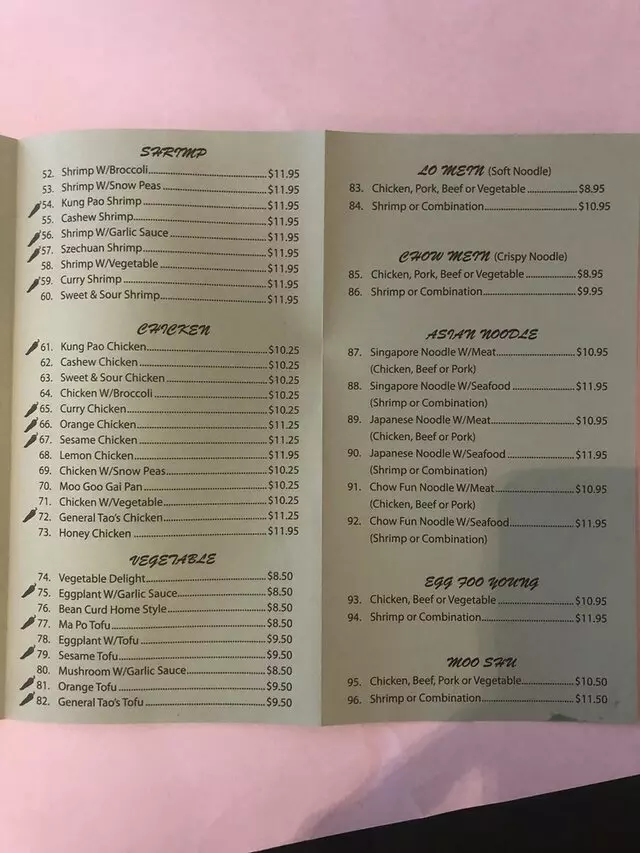 SHRIMP
52. Shrimp W/Broccoli $11.95
53. Shrimp W/Snow Peas $11.95
54. Kung Pao Shrimp $11.95
55. Cashew Shrimp $11.95
56. Shrimp W/Garlic Sauce $11.95
57. Szechuan Shrimp $11.95
58. Shrimp W/Vegetable $11.95
59. Curry Shrimp $11.95
60. Sweet & Sour Shrimp $11.95
CHICKEN
61. Kung Pao Chicken $10.25
62. Cashew Chicken $10.25
63. Sweet & Sour Chicken $10.25
64. Chicken W/Broccoli $10.25
65. Curry Chicken $10.25
66. Orange Chicken $11.25
67. Sesame Chicken $11.25
68. Lemon Chicken $11.95
69. Chicken W/Snow Peas $10.25
70. Moo Goo Gai Pan $10.25
71. Chicken W/Vegetable $10.25
72. General Tao's Chicken $11.25
73. Honey Chicken $11.95
VEGETABLE
74. Vegetable Delight $8.50
75. Eggplant W/Garlic Sauce $8.50
76. Bean Curd Home Style $8.50
77. Ma Po Tofu $8.50
78. Eggplant W/Tofu $9.50
79. Sesame Tofu $9.50
80. Mushroom W/Garlic Sauce $8.50
81. Orange Tofu $9.50
82. General Tao's Tofu $9.50
LO MEIN (Soft Noodle)
83. Chicken, Pork, Beef or Vegetable $8.95
84. Shrimp or Combination $10.95
CHOW MEIN (Crispy Noodle)
85. Chicken, Pork, Beef or Vegetable $8.95
86. Shrimp or Combination $9.95
ASIAN NOODLE
87. Singapore Noodle W/Meat $10.95
(Chicken, Beef or Pork)
88. Singapore Noodle W/Seafood $11.95
(Shrimp or Combination)
89. Japanese Noodle W/Meat $10.95
(Chicken, Beef or Pork)
90. Japanese Noodle W/Seafood $11.95
(Shrimp or Combination)
91. Chow Fun Noodle W/Meat $10.95
(Chicken, Beef or Pork)
92. Chow Fun Noodle W/Seafood $11.95
(Shrimp or Combination)
EGG FOO YOUNG
93. Chicken, Beef or Vegetable $10.95
94. Shrimp or Combination $11.95
MOO SHU
95. Chicken, Beef, Pork or Vegetable $10.50
96. Shrimp or Combination $11.50